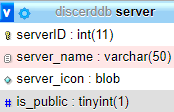 v discerddb server
serverID : int(11)
server_name : varchar(50)
server_icon : blob
# is_public : tinyint(1)